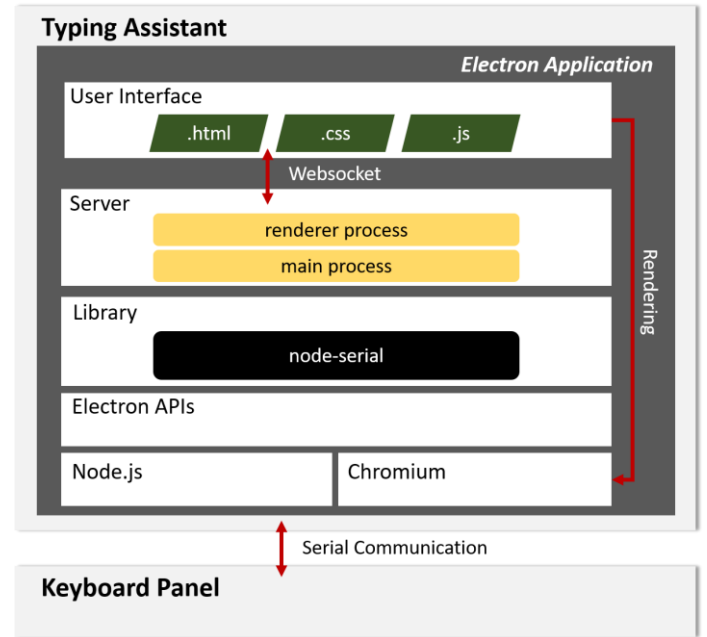 Typing Assistant
Electron Application
User Interface
.html .css .js
Websocket
Server
renderer process
main process
Rendering
Library
node-serial
Electron APIs
Node.js Chromium
Serial Communication
Keyboard Panel